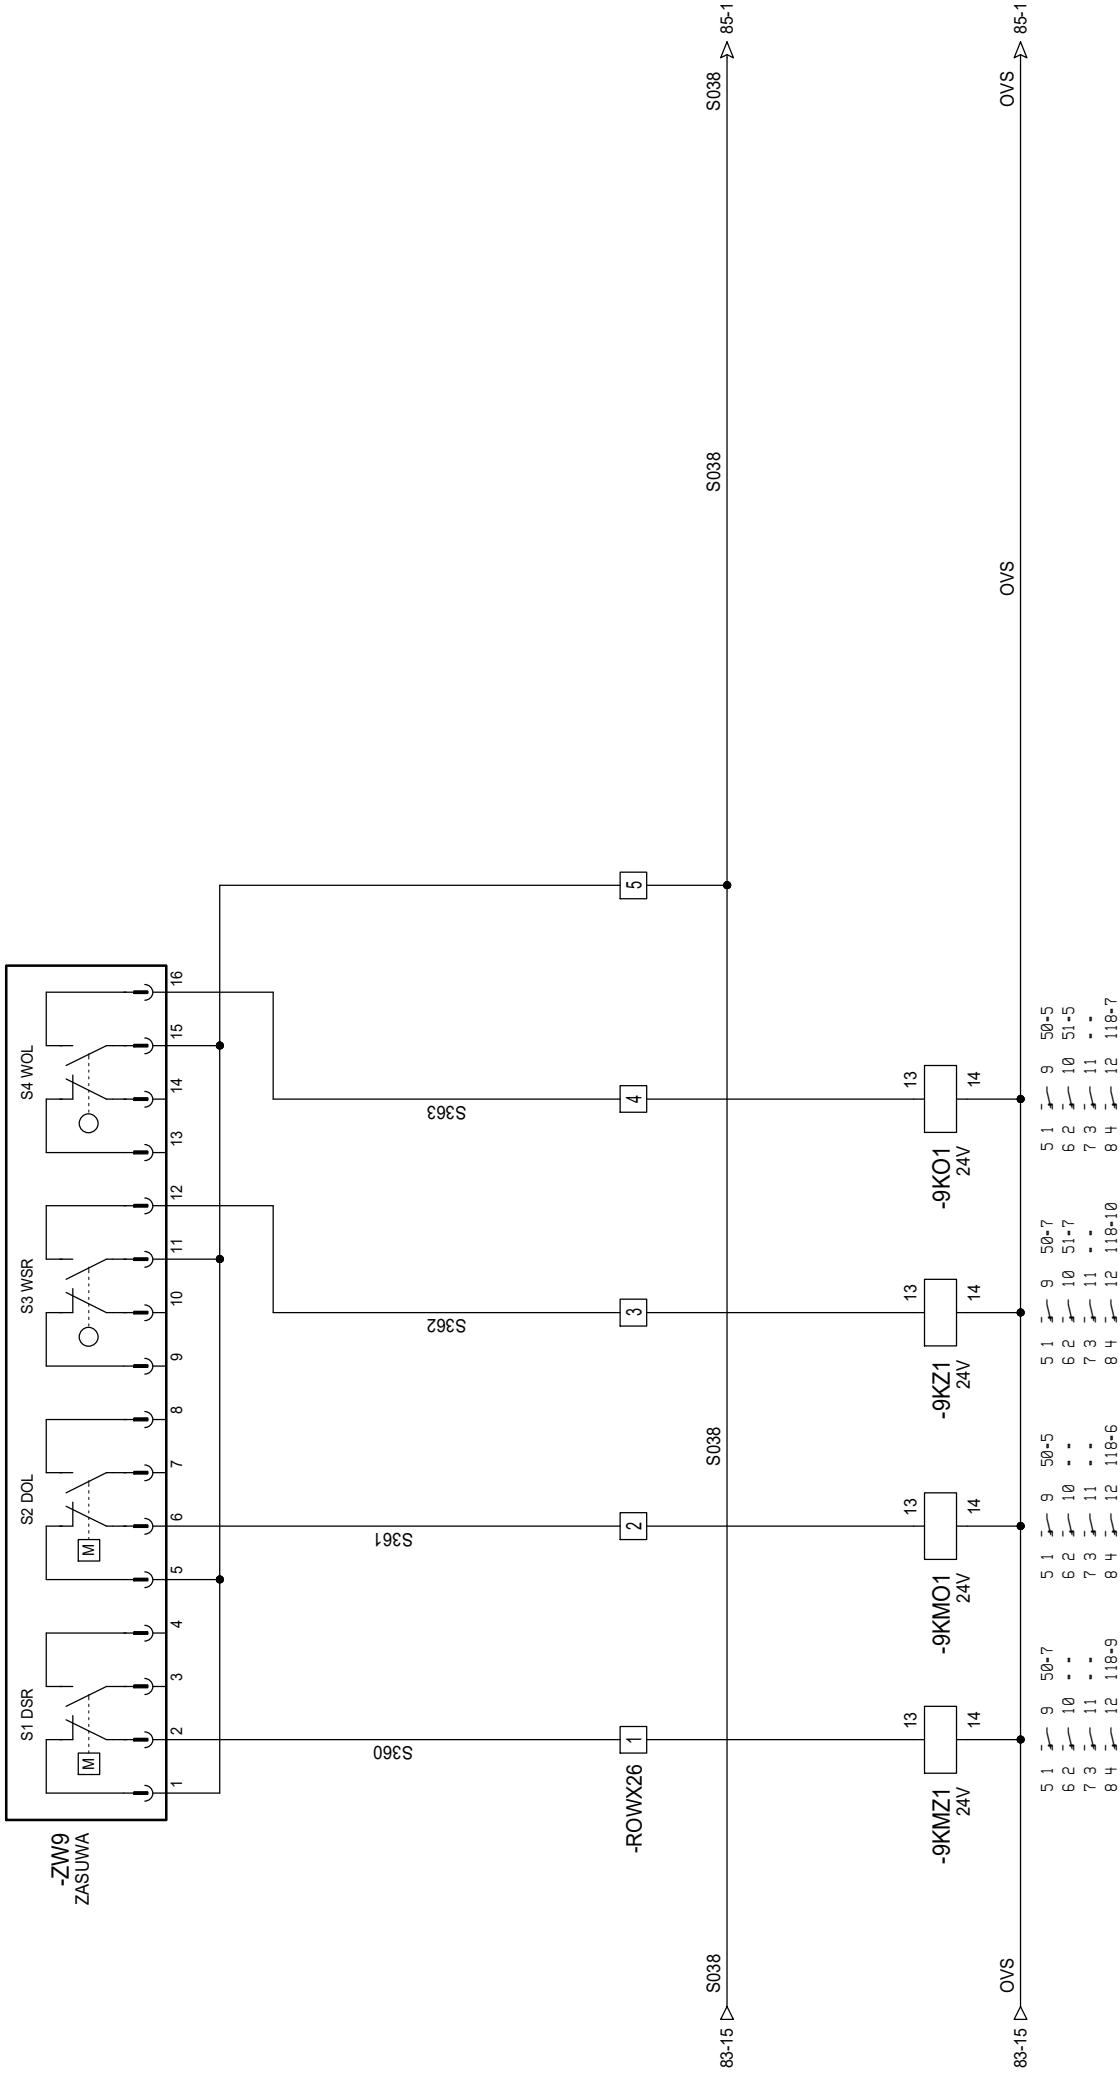 -ZW9
ZASUWA
S1 DSR
S2 DOL
S3 WSR
S4 WOL
M
M
1
2
3
4
5
6
7
8
9
10
11
12
13
14
15
16
S360
S361
S362
S363
-ROWX26
1
2
3
4
5
83-15
S038
S038
S038
S038
85-1
-9KMZ1
24V
13
14
-9KMO1
24V
13
14
-9KZ1
24V
13
14
-9KO1
24V
13
14
83-15
OVS
OVS
OVS
85-1
5 1 9 50-7
6 2 10 - -
7 3 11 - -
8 4 12 118-9
5 1 9 50-5
6 2 10 - -
7 3 11 - -
8 4 12 118-6
5 1 9 50-7
6 2 10 51-7
7 3 11 - -
8 4 12 118-10
5 1 9 50-5
6 2 10 51-5
7 3 11 - -
8 4 12 118-7